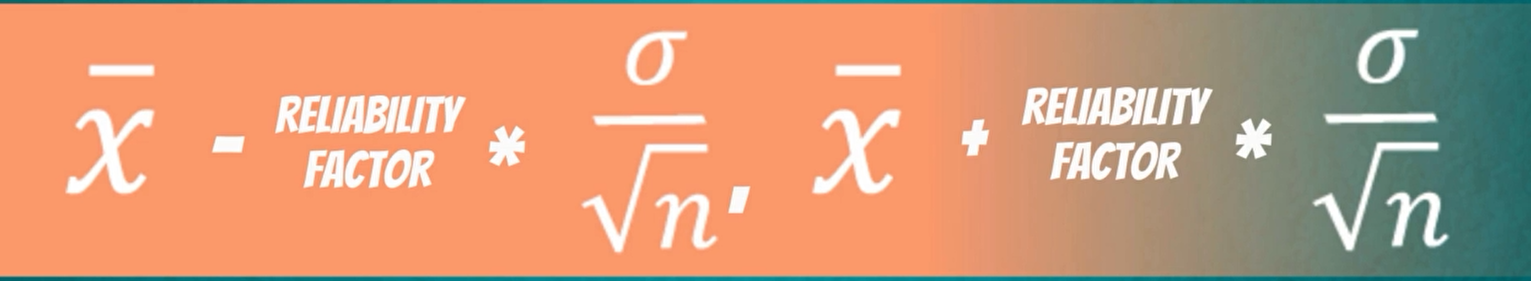 x̄ - RELIABILITY FACTOR * σ/√n, x̄ + RELIABILITY FACTOR * σ/√n